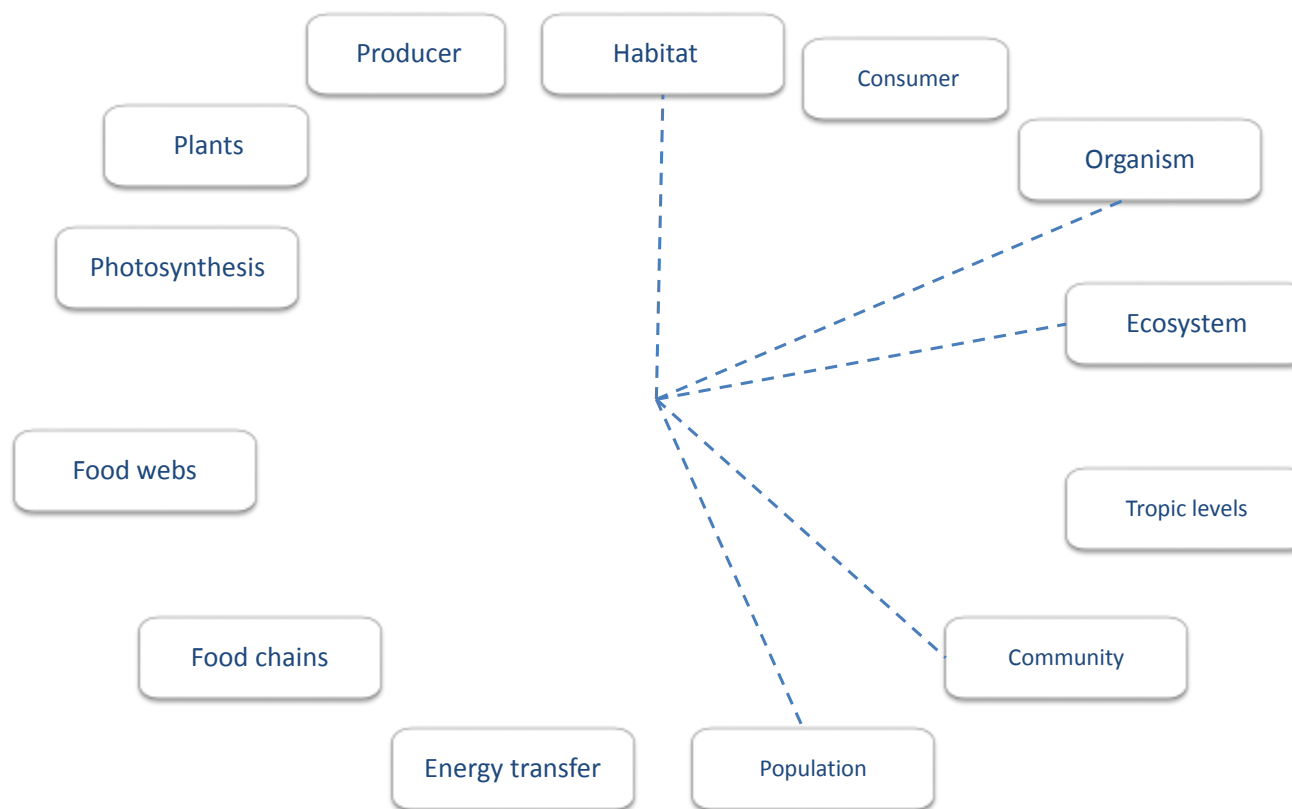 Producer
Habitat
Consumer
Plants
Organism
Photosynthesis
Ecosystem
Food webs
Tropic levels
Food chains
Community
Energy transfer
Population